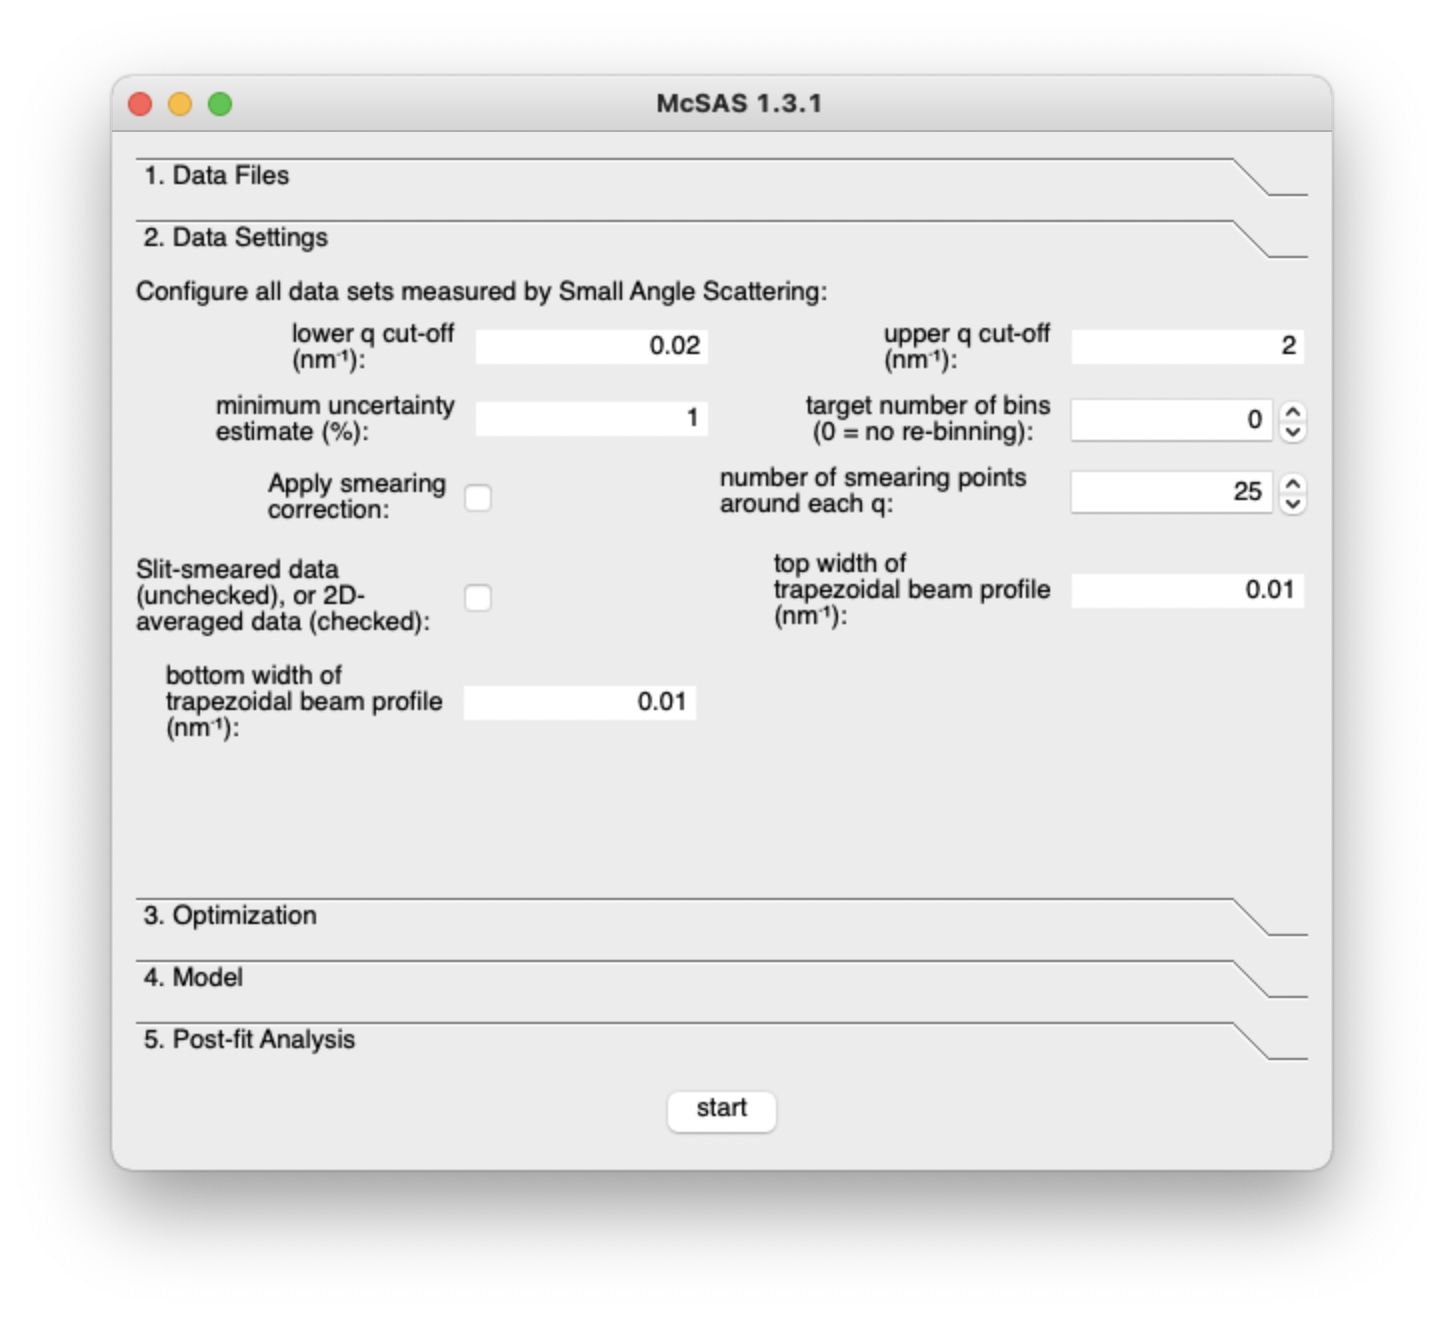 McSAS 1.3.1
1. Data Files
2. Data Settings
Configure all data sets measured by Small Angle Scattering:
lower q cut-off
(nm⁻¹):
0.02
upper q cut-off
(nm⁻¹):
2
minimum uncertainty
estimate (%):
1
target number of bins
(0 = no re-binning):
0
Apply smearing
correction:
number of smearing points
around each q:
25
Slit-smeared data
(unchecked), or 2D-
averaged data (checked):
top width of
trapezoidal beam profile
(nm⁻¹):
0.01
bottom width of
trapezoidal beam profile
(nm⁻¹):
0.01
3. Optimization
4. Model
5. Post-fit Analysis
start